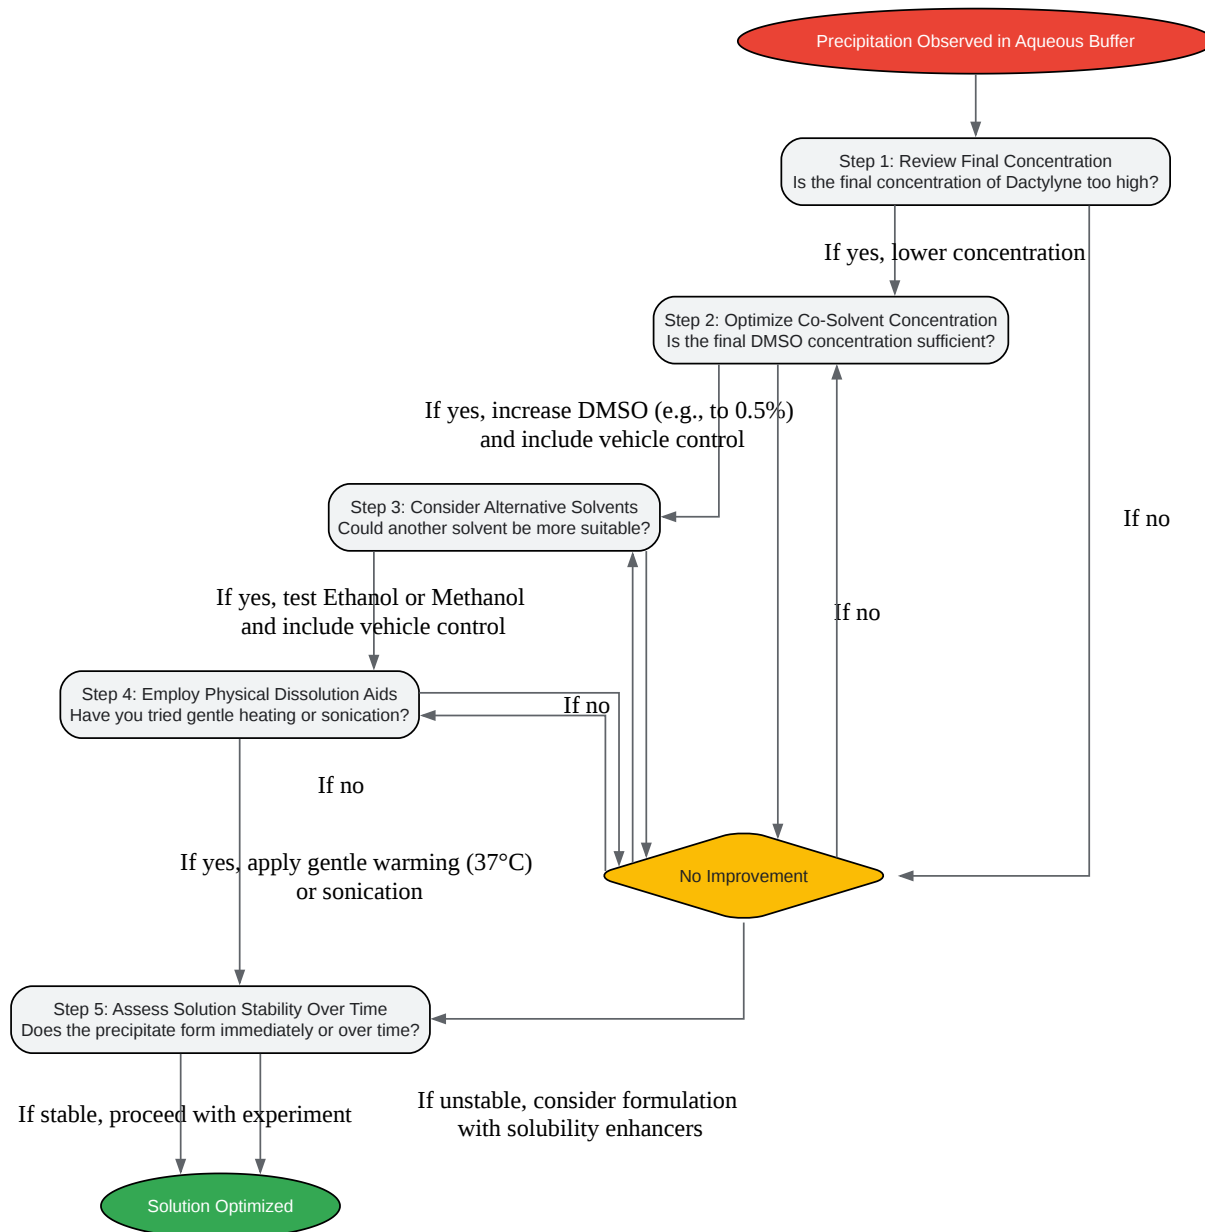 Precipitation Observed in Aqueous Buffer
Step 1: Review Final Concentration
Is the final concentration of Dactylyne too high?
If yes, lower concentration
Step 2: Optimize Co-Solvent Concentration
Is the final DMSO concentration sufficient?
If yes, increase DMSO (e.g., to 0.5%)
and include vehicle control
Step 3: Consider Alternative Solvents
Could another solvent be more suitable?
If no
If yes, test Ethanol or Methanol
and include vehicle control
If no
Step 4: Employ Physical Dissolution Aids
Have you tried gentle heating or sonication?
If no
If no
If yes, apply gentle warming (37°C)
or sonication
No Improvement
Step 5: Assess Solution Stability Over Time
Does the precipitate form immediately or over time?
If stable, proceed with experiment
If unstable, consider formulation
with solubility enhancers
Solution Optimized